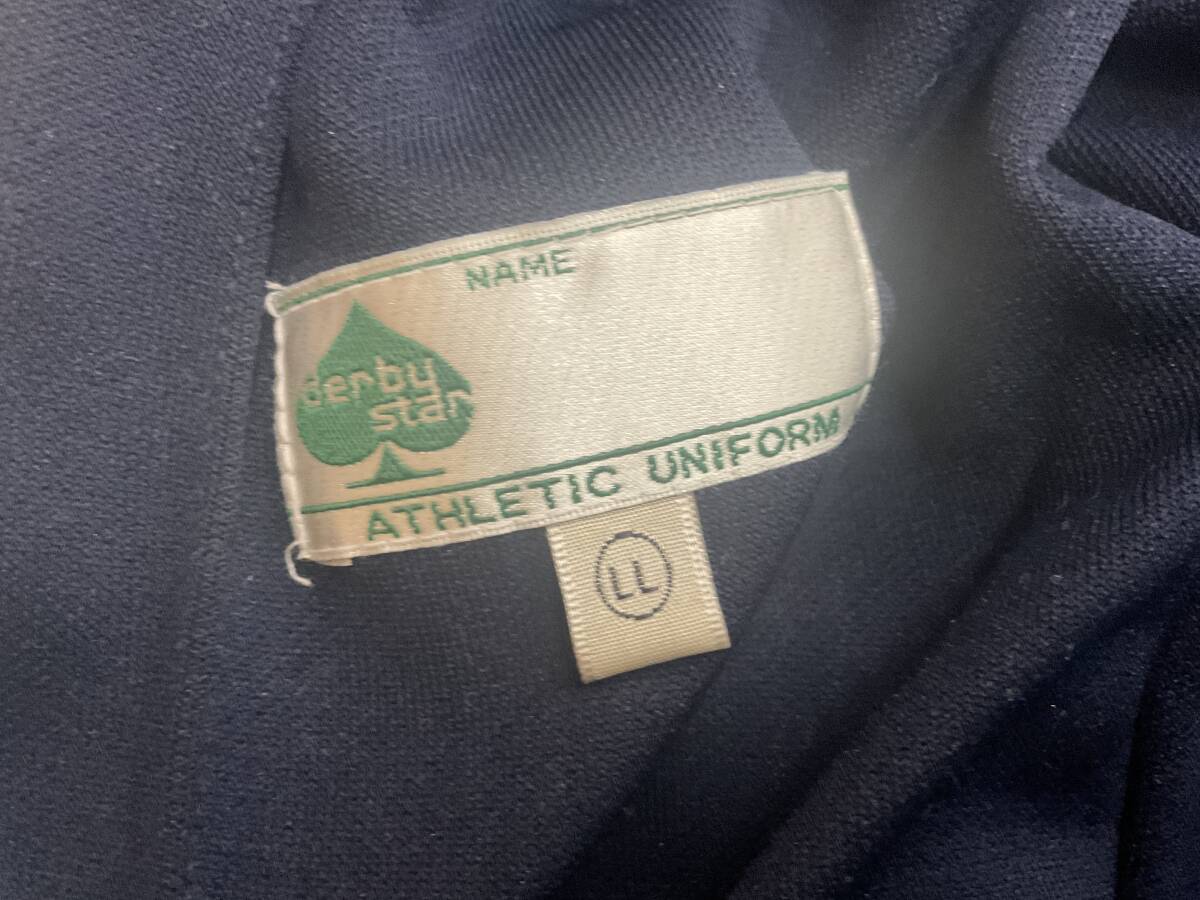 NAME
derby
star
ATHLETIC UNIFORM
LL